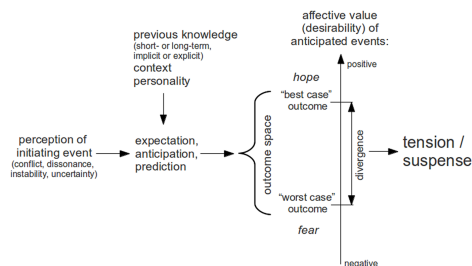 previous knowledge
(short- or long-term,
implicit or explicit)
context
personality
affective value
(desirability) of
anticipated events:
positive
hope
"best case"
outcome
perception of
initiating event
(conflict, dissonance,
instability, uncertainty)
expectation,
anticipation,
prediction
outcome space
divergence
tension /
suspense
"worst case"
outcome
fear
negative